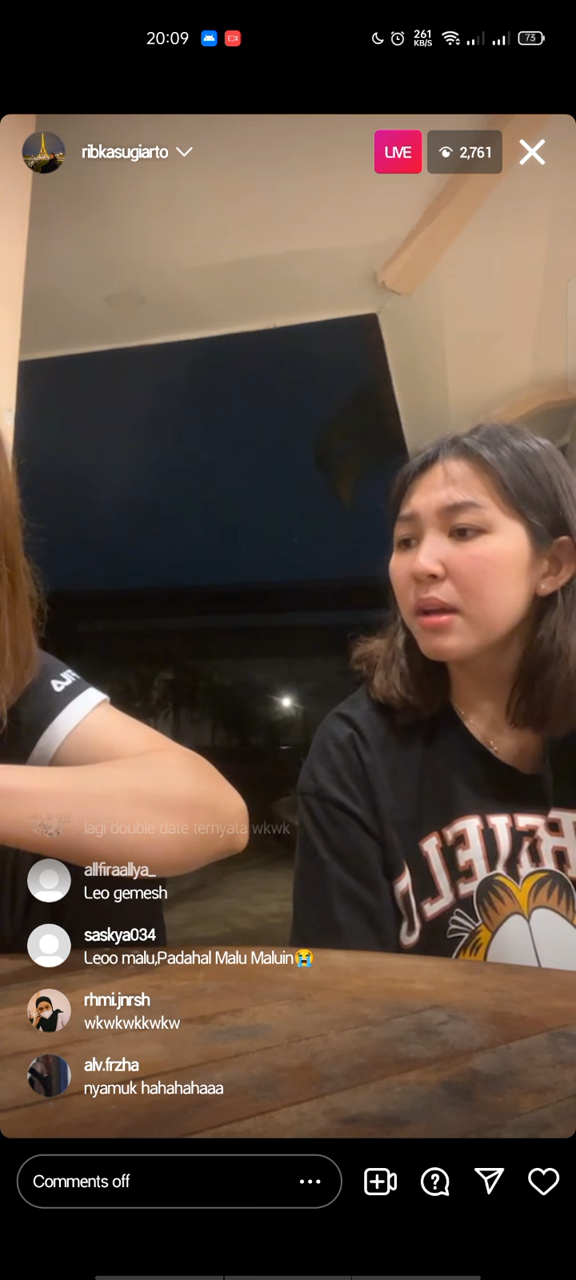 20:09
261
KB/S
73
ribkasugiarto
LIVE
2,761
lagi double date ternyata wkwk
allfiraallya_
Leo gemesh
saskya034
Leoo malu,Padahal Malu Maluin😭
rhmi.jnrsh
wkwkwkkwkw
alv.frzha
nyamuk hahahahaaa
Comments off